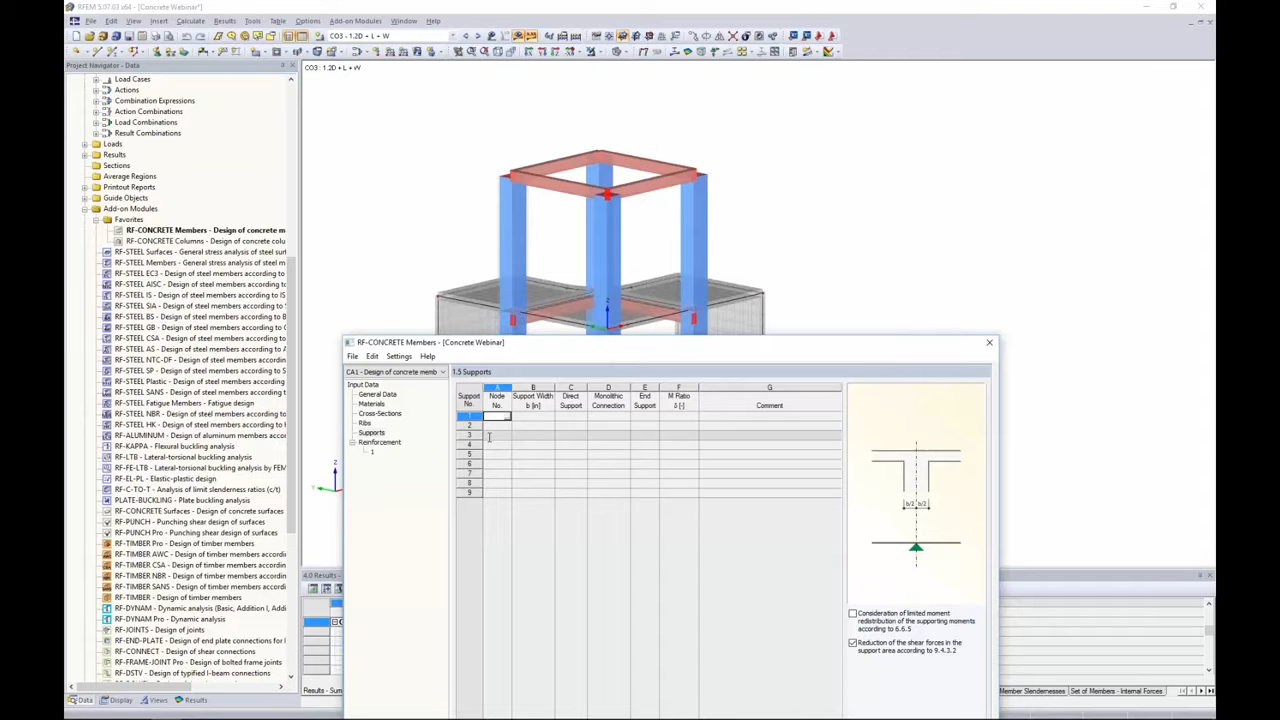 RFEM 5.07.03 x64 - [Concrete Webinar*]
File Edit View Insert Calculate Results Tools Table Options Add-on Modules Window Help
CO3 - 1.2D + L + W
Project Navigator - Data
CO3 : 1.2D + L + W
Load Cases
Actions
Combination Expressions
Action Combinations
Load Combinations
Result Combinations
Loads
Results
Sections
Average Regions
Printout Reports
Guide Objects
Add-on Modules
Favorites
RF-CONCRETE Members - Design of concrete m
RF-CONCRETE Columns - Design of concrete colu
RF-STEEL Surfaces - General stress analysis of steel surf
RF-STEEL Members - General stress analysis of steel m
RF-STEEL EC3 - Design of steel members according to
RF-STEEL AISC - Design of steel members according to
RF-STEEL IS - Design of steel members according to IS
RF-STEEL SIA - Design of steel members according to
RF-STEEL BS - Design of steel members according to B
RF-STEEL GB - Design of steel members according to
RF-STEEL CSA - Design of steel members according to
RF-STEEL AS - Design of steel members according to
RF-STEEL NTC-DF - Design of steel members accordin
RF-STEEL SP - Design of steel members according to
RF-STEEL Plastic - Design of steel members according
RF-STEEL SANS - Design of steel members according t
RF-STEEL Fatigue Members - Fatigue design
RF-STEEL NBR - Design of steel members according to
RF-STEEL HK - Design of steel members according to
RF-ALUMINUM - Design of aluminum members accor
RF-KAPPA - Flexural buckling analysis
RF-LTB - Lateral-torsional buckling analysis
RF-FE-LTB - Lateral-torsional buckling analysis by FEM
RF-EL-PL - Elastic-plastic design
RF-C-TO-T - Analysis of limit slenderness ratios (c/t)
PLATE-BUCKLING - Plate buckling analysis
RF-CONCRETE Surfaces - Design of concrete surfaces
RF-PUNCH - Punching shear design of surfaces
RF-PUNCH Pro - Punching shear design of surfaces
RF-TIMBER Pro - Design of timber members
RF-TIMBER AWC - Design of timber members accordi
RF-TIMBER CSA - Design of timber members accordin
RF-TIMBER NBR - Design of timber members accordin
RF-TIMBER SANS - Design of timber members accordi
RF-TIMBER - Design of timber members
RF-DYNAM - Dynamic analysis (Basic, Addition I, Addi
RF-DYNAM Pro - Dynamic analysis
RF-JOINTS - Design of joints
RF-END-PLATE - Design of end plate connections for
RF-CONNECT - Design of shear connections
RF-FRAME-JOINT Pro - Design of bolted frame joints
RF-DSTV - Design of typified I-beam connections
Data Display Views Results
RF-CONCRETE Members - [Concrete Webinar]
File Edit Settings Help
CA1 - Design of concrete memb
Input Data
General Data
Materials
Cross-Sections
Ribs
Supports
Reinforcement
1
1.5 Supports
A B C D E F G
Support Node Support Width Direct Monolithic End M Ratio
No. No. b [in] Support Connection Support δ [-] Comment
1
2
3
4
5
6
7
8
9
b/2 b/2
Consideration of limited moment
redistribution of the supporting moments
according to 6.6.5
Reduction of the shear forces in the
support area according to 9.4.3.2
4.0 Results -
Results - Sum
Member Slendernesses Set of Members - Internal Forces